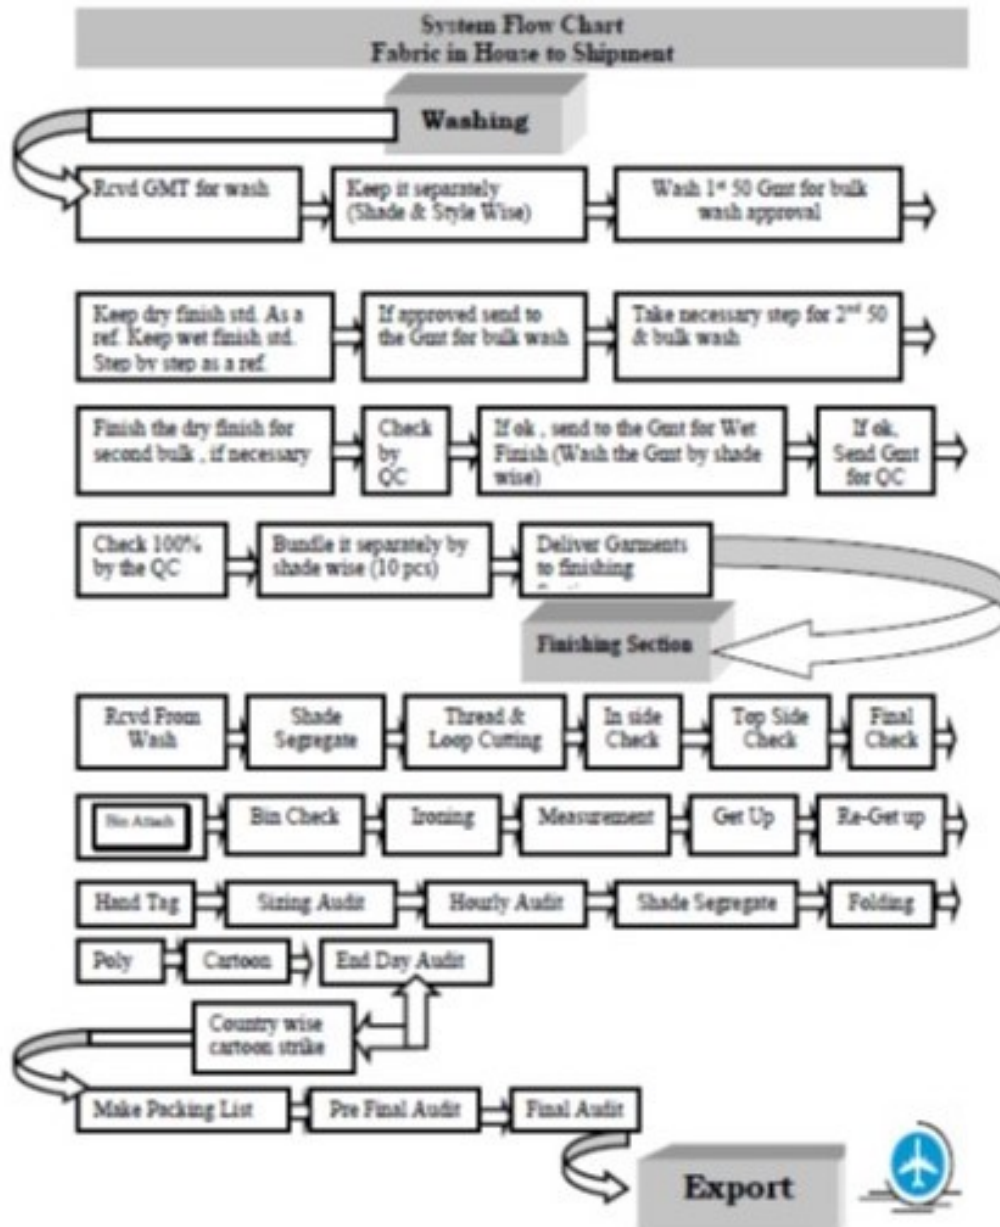 System Flow Chart
Fabric in House to Shipment
Washing
Rcvd GMT for wash
Keep it separately
(Shade & Style Wise)
Wash 1st 50 Gmt for bulk
wash approval
Keep dry finish std. As a
ref. Keep wet finish std.
Step by step as a ref.
If approved send to
the Gmt for bulk wash
Take necessary step for 2nd 50
& bulk wash
Finish the dry finish for
second bulk , if necessary
Check
by
QC
If ok , send to the Gmt for Wet
Finish (Wash the Gmt by shade
wise)
If ok,
Send Gmt
for QC
Check 100%
by the QC
Bundle it separately by
shade wise (10 pcs)
Deliver Garments
to finishing
Finishing Section
Rcvd From
Wash
Shade
Segregate
Thread &
Loop Cutting
In side
Check
Top Side
Check
Final
Check
Attach
Bin Check
Ironing
Measurement
Get Up
Re-Get up
Hand Tag
Sizing Audit
Hourly Audit
Shade Segregate
Folding
Poly
Cartoon
End Day Audit
Country wise
cartoon strike
Make Packing List
Pre Final Audit
Final Audit
Export